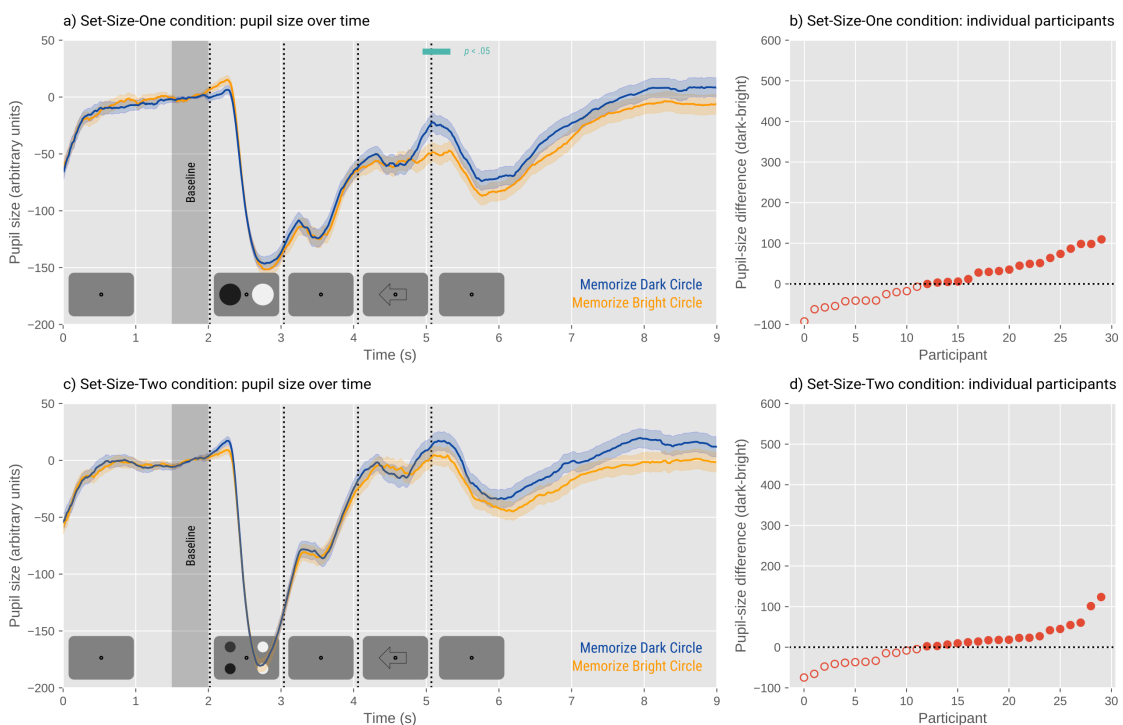 a) Set-Size-One condition: pupil size over time
b) Set-Size-One condition: individual participants
Pupil size (arbitrary units)
50
0
−50
−100
−150
−200
Baseline
p < .05
Memorize Dark Circle
Memorize Bright Circle
0 1 2 3 4 5 6 7 8 9
Time (s)
Pupil-size difference (dark-bright)
600
500
400
300
200
100
0
−100
0 5 10 15 20 25 30
Participant
c) Set-Size-Two condition: pupil size over time
d) Set-Size-Two condition: individual participants
Pupil size (arbitrary units)
50
0
−50
−100
−150
−200
Baseline
Memorize Dark Circle
Memorize Bright Circle
0 1 2 3 4 5 6 7 8 9
Time (s)
Pupil-size difference (dark-bright)
600
500
400
300
200
100
0
−100
0 5 10 15 20 25 30
Participant